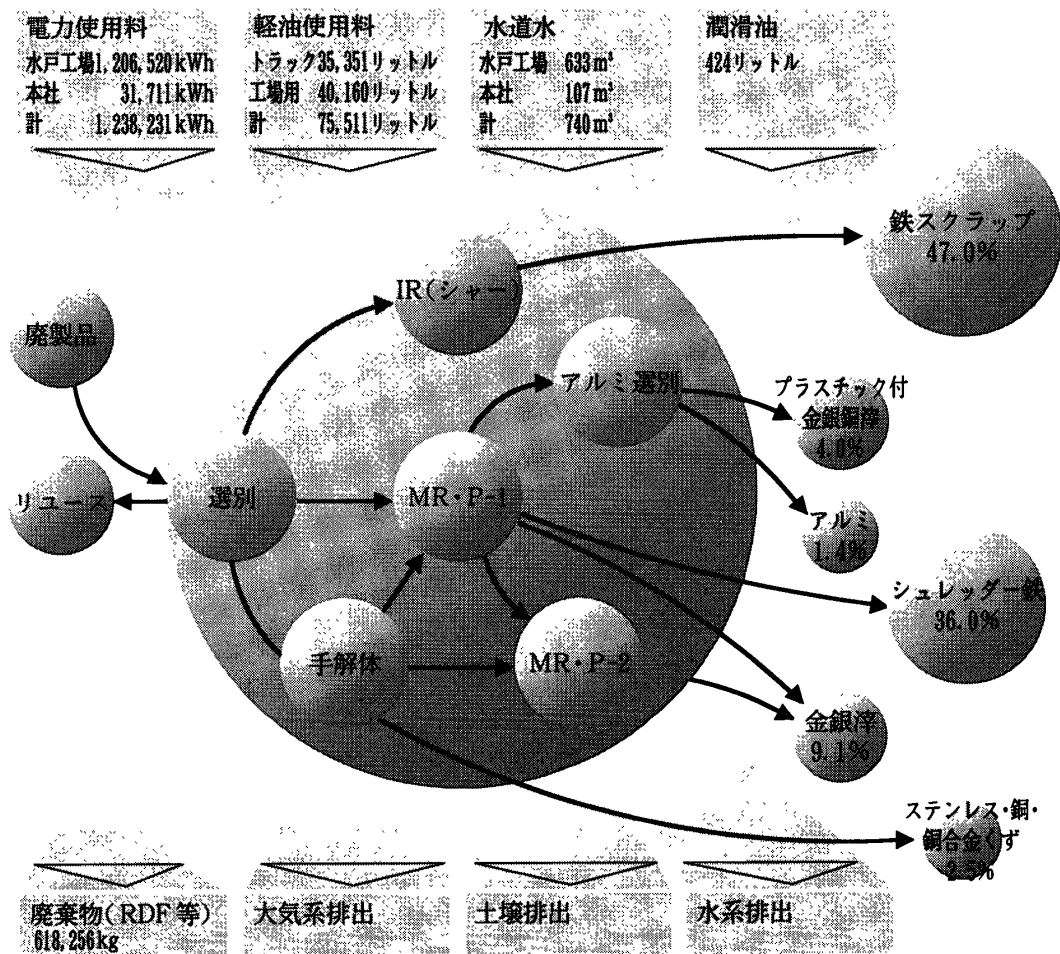 電力使用料
水戸工場1,206,520kWh
本社 31,711kWh
計 1,238,231kWh
軽油使用料
トラック35,351リットル
工場用 40,160リットル
計 75,511リットル
水道水
水戸工場 633m³
本社 107m³
計 740m³
潤滑油
424リットル
鉄スクラップ
47.0%
IR(シャー)
廃製品
アルミ選別
プラスチック付
金銀銅滓
4.0%
リユース
選別
MR・P-1
アルミ
1.4%
シュレッダー鉄
36.0%
手解体
MR・P-2
金銀滓
9.1%
ステンレス・銅・
銅合金くず
2.5%
廃棄物(RDF等)
618,256kg
大気系排出
土壌排出
水系排出